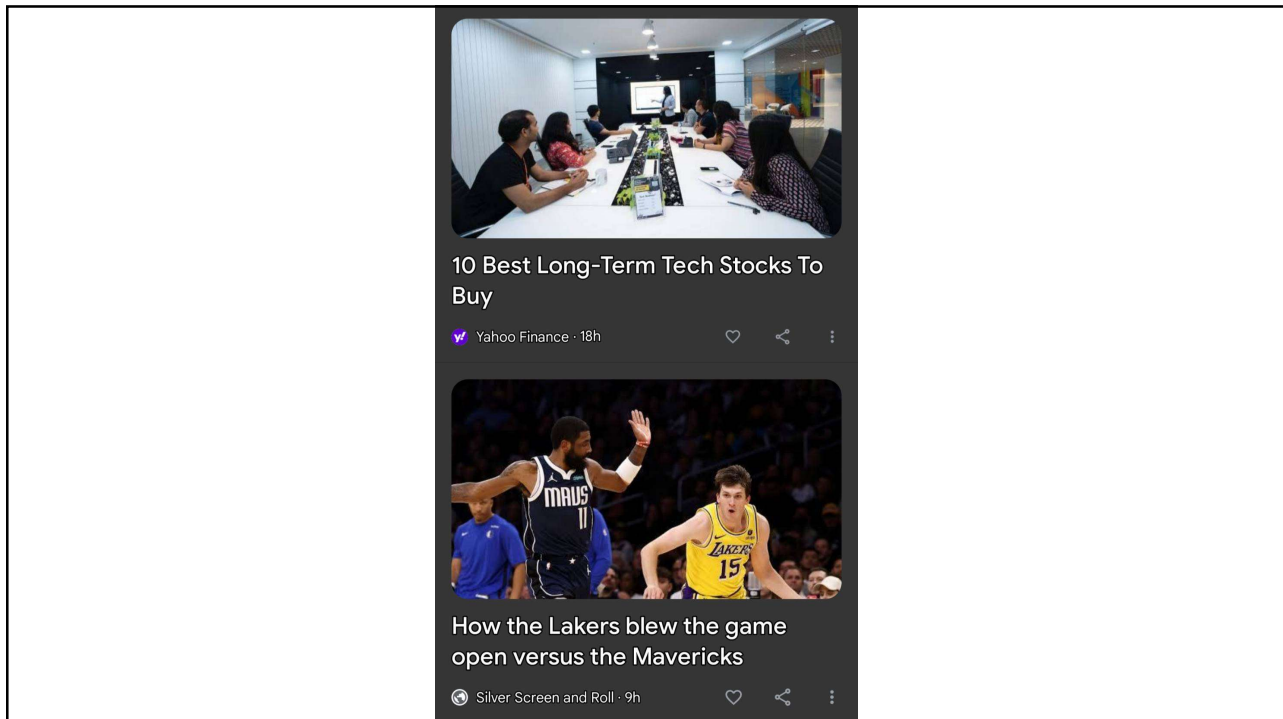 10 Best Long-Term Tech Stocks To
Buy
y!
Yahoo Finance · 18h
MAVS
11
LAKERS
15
How the Lakers blew the game
open versus the Mavericks
Silver Screen and Roll · 9h